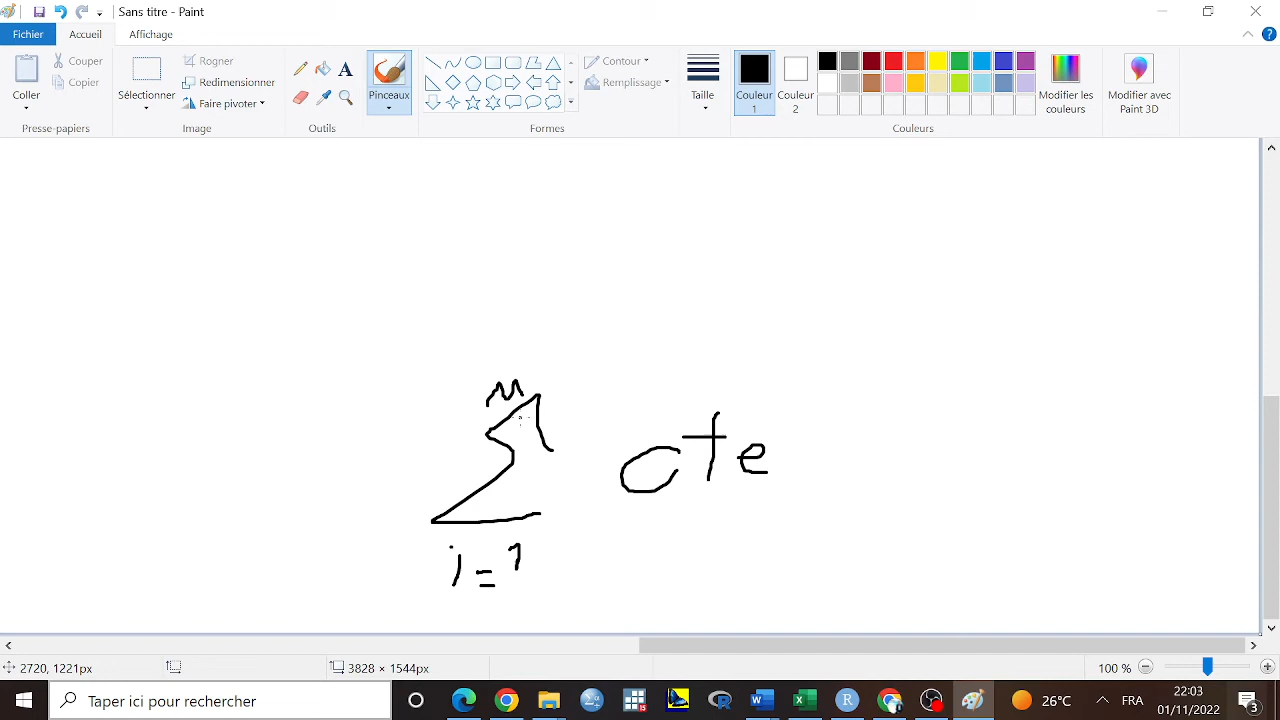 Sans titre - Paint
Fichier Accueil Affichage
Coller
Couper
Copier
Presse-papiers
Sélectionner
Rogner
Redimensionner
Faire pivoter
Image
A
Outils
Pinceaux
Contour
Remplissage
Formes
Taille
Couleur 1
Couleur 2
Couleurs
Modifier les couleurs
Modifier avec Paint 3D
n
Σ cte
i = 1
2720, 1221px
3828 × 1544px
100 %
Taper ici pour rechercher
26°C
FRA
22:03
01/11/2022
3